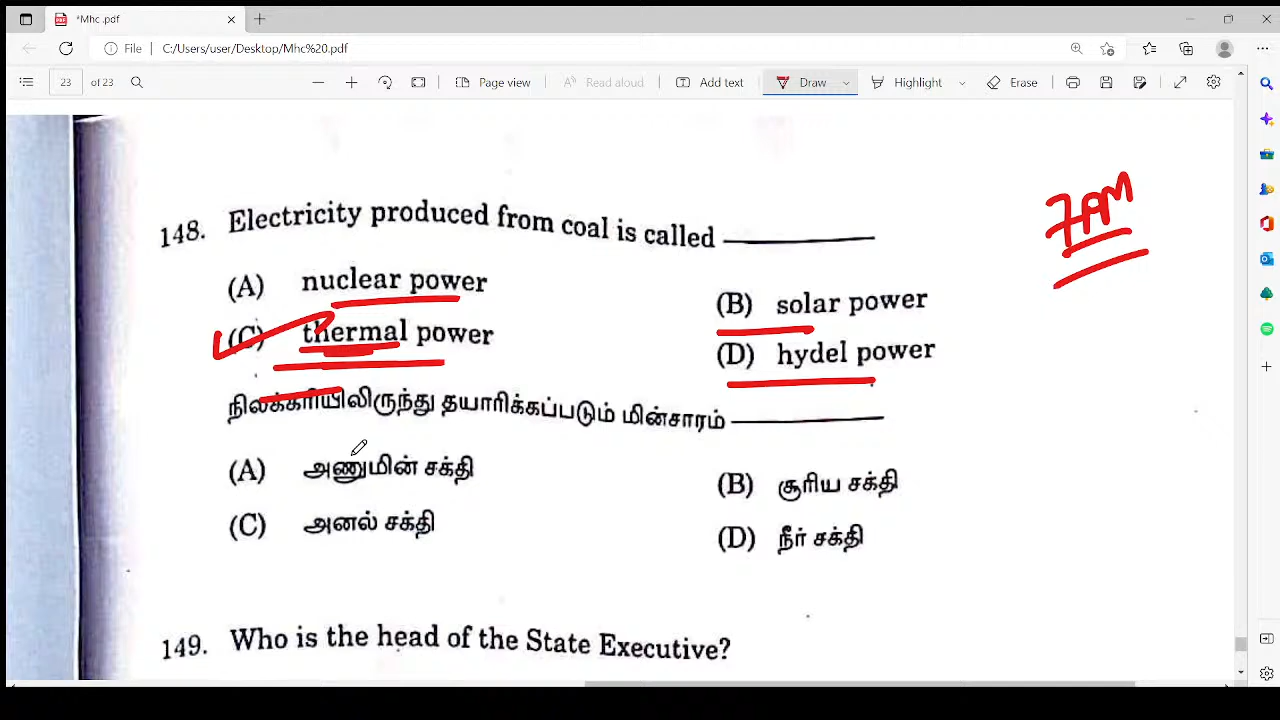 *Mhc .pdf
File C:/Users/user/Desktop/Mhc%20.pdf
23 of 23 Page view Read aloud Add text Draw Highlight Erase
7 PM
148. Electricity produced from coal is called
(A) nuclear power
(B) solar power
(C) thermal power
(D) hydel power
நிலக்கரியிலிருந்து தயாரிக்கப்படும் மின்சாரம்
(A) அணுமின் சக்தி
(B) சூரிய சக்தி
(C) அனல் சக்தி
(D) நீர் சக்தி
149. Who is the head of the State Executive?